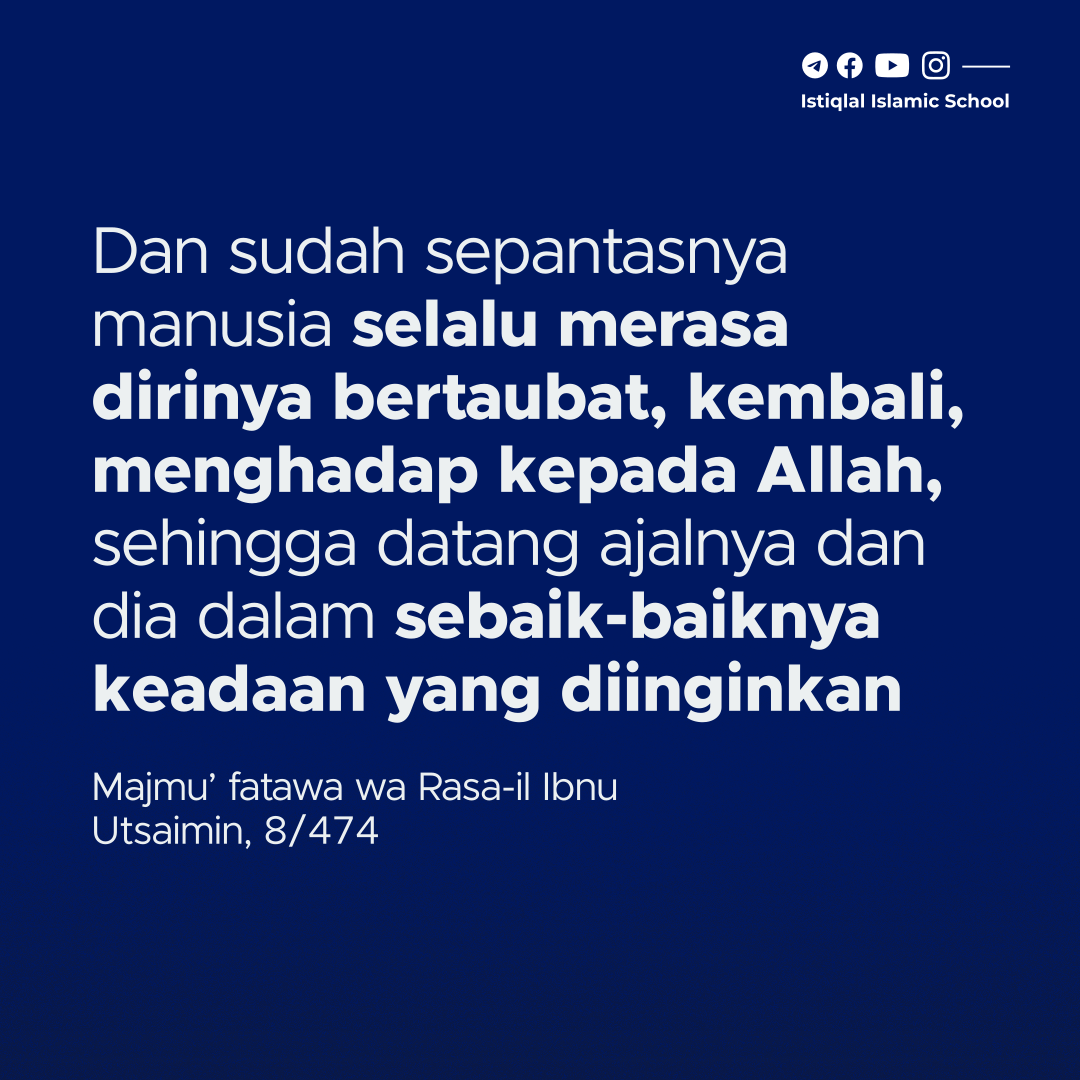 Istiqlal Islamic School
Dan sudah sepantasnya
manusia selalu merasa
dirinya bertaubat, kembali,
menghadap kepada Allah,
sehingga datang ajalnya dan
dia dalam sebaik-baiknya
keadaan yang diinginkan
Majmu’ fatawa wa Rasa-il Ibnu
Utsaimin, 8/474